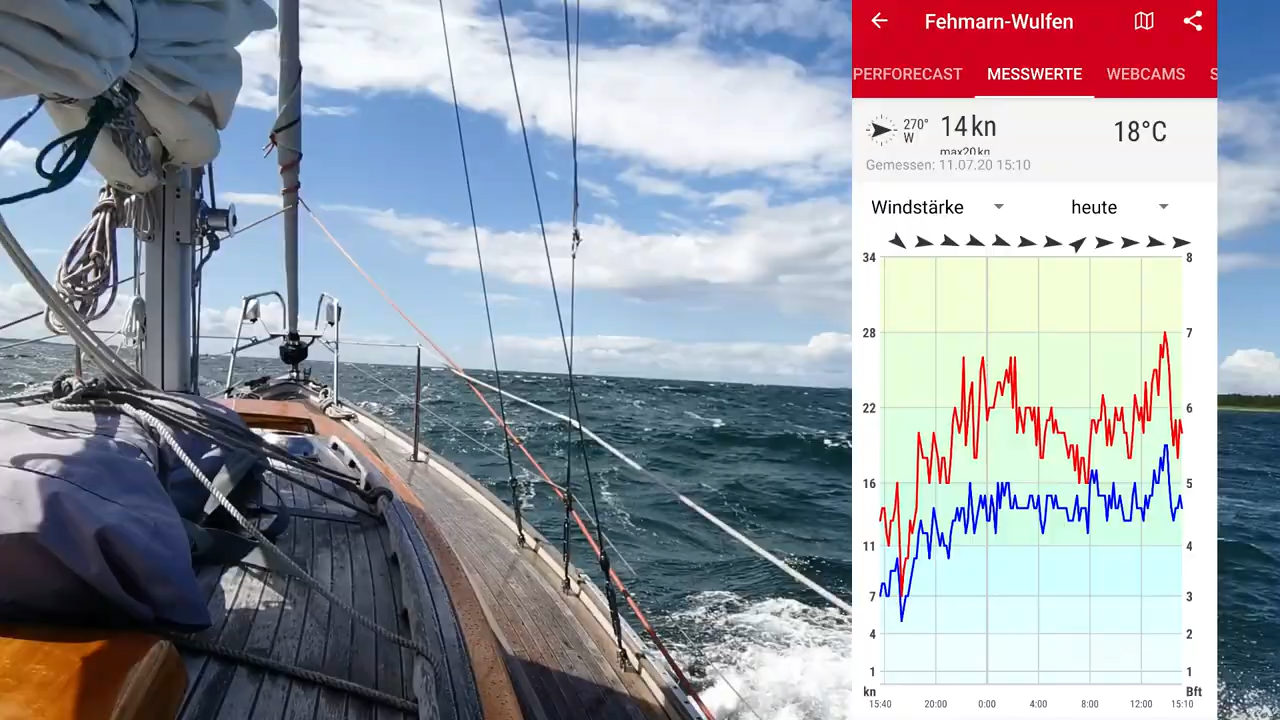 Fehmarn-Wulfen
PERFORECAST MESSWERTE WEBCAMS S
270° 14 kn 18°C
W
max20kn
Gemessen: 11.07.20 15:10
Windstärke heute
34 8
28 7
22 6
16 5
11 4
7 3
4 2
1 1
kn Bft
15:40 20:00 0:00 4:00 8:00 12:00 15:10